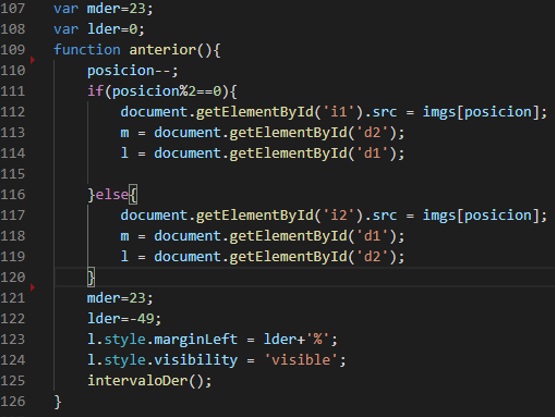 107 var mder=23;
108 var lder=0;
109 function anterior(){
110     posicion--;
111     if(posicion%2==0){
112         document.getElementById('i1').src = imgs[posicion];
113         m = document.getElementById('d2');
114         l = document.getElementById('d1');
115
116     }else{
117         document.getElementById('i2').src = imgs[posicion];
118         m = document.getElementById('d1');
119         l = document.getElementById('d2');
120     }
121     mder=23;
122     lder=-49;
123     l.style.marginLeft = lder+'%';
124     l.style.visibility = 'visible';
125     intervaloDer();
126 }